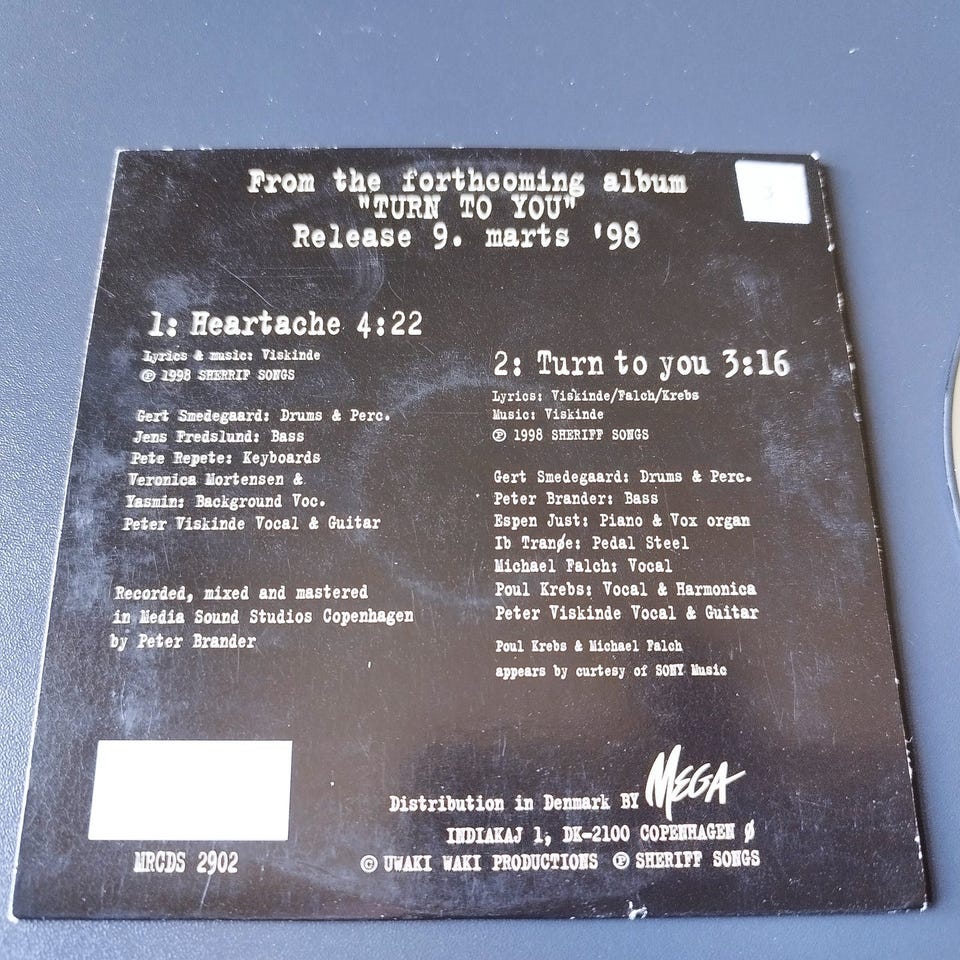 From the forthcoming album
"TURN TO YOU"
Release 9. marts '98
3
1: Heartache 4:22
Lyrics & music: Viskinde
℗ 1998 SHERRIF SONGS
Gert Smedegaard: Drums & Perc.
Jens Fredslund: Bass
Pete Repete: Keyboards
Veronica Mortensen &
Yasmin: Background Voc.
Peter Viskinde Vocal & Guitar
Recorded, mixed and mastered
in Media Sound Studios Copenhagen
by Peter Brander
2: Turn to you 3:16
Lyrics: Viskinde/Falch/Krebs
Music: Viskinde
℗ 1998 SHERIFF SONGS
Gert Smedegaard: Drums & Perc.
Peter Brander: Bass
Espen Just: Piano & Vox organ
Ib Tranøe: Pedal Steel
Michael Falch: Vocal
Poul Krebs: Vocal & Harmonica
Peter Viskinde Vocal & Guitar
Poul Krebs & Michael Falch
appears by curtesy of SONY Music
MRCDS 2902
Distribution in Denmark BY MEGA
INDIAKAJ 1, DK-2100 COPENHAGEN Ø
© UWAKI WAKI PRODUCTIONS ℗ SHERIFF SONGS